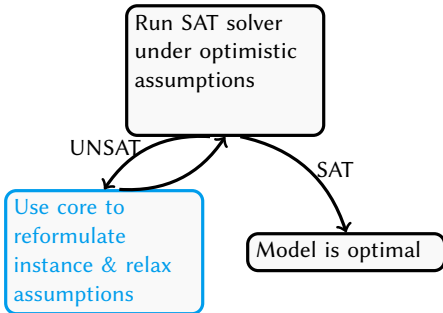 Run SAT solver
under optimistic
assumptions
UNSAT
SAT
Use core to
reformulate
instance & relax
assumptions
Model is optimal